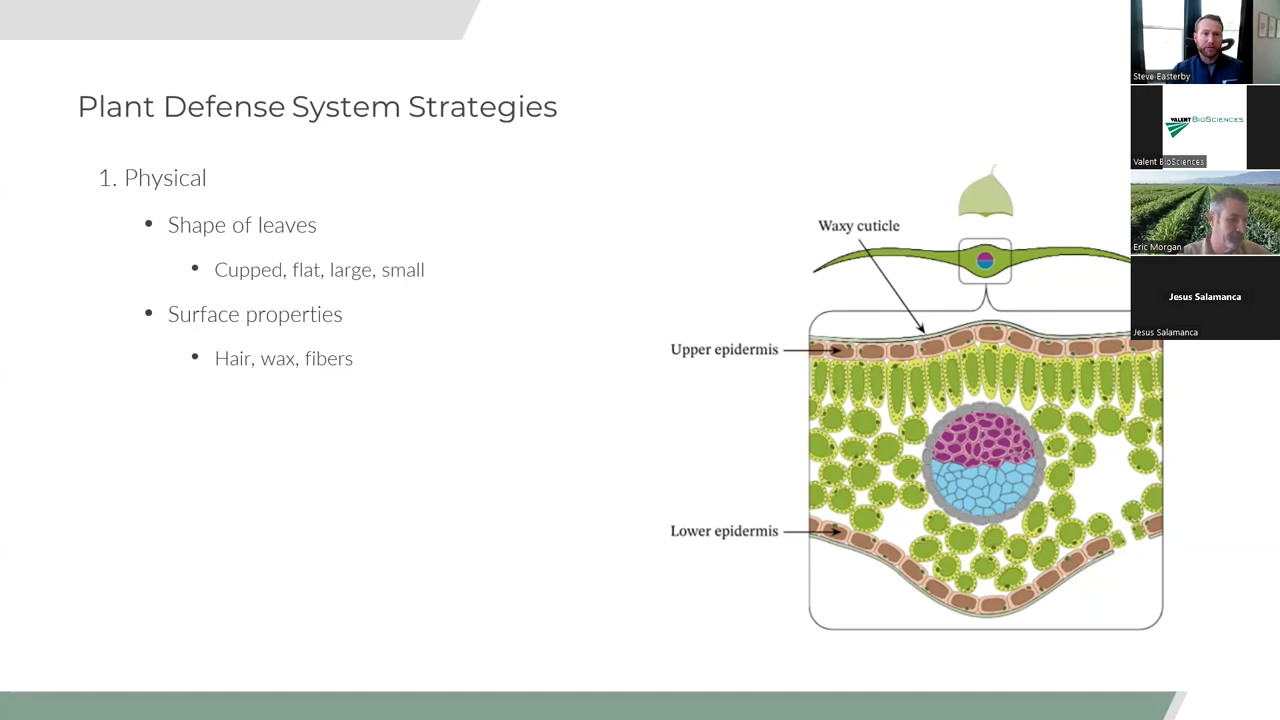 Plant Defense System Strategies
1. Physical
• Shape of leaves
• Cupped, flat, large, small
• Surface properties
• Hair, wax, fibers
Waxy cuticle
Upper epidermis
Lower epidermis
Steve Easterby
VALENT BIOSCIENCES
Valent BioSciences
Eric Morgan
Jesus Salamanca
Jesus Salamanca